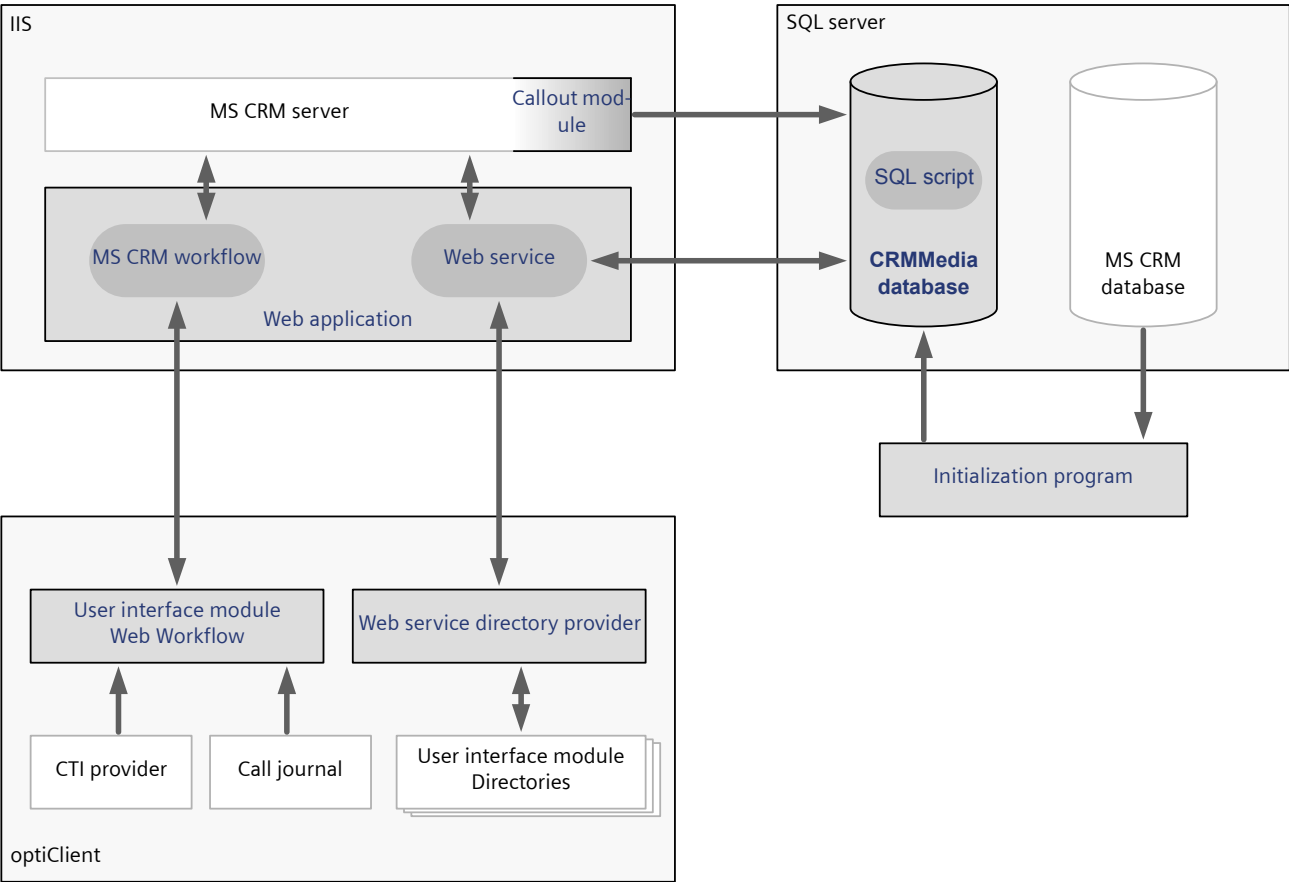 IIS
MS CRM server
Callout mod-
ule
MS CRM workflow
Web service
Web application
SQL server
SQL script
CRMMedia
database
MS CRM
database
Initialization program
User interface module
Web Workflow
Web service directory provider
CTI provider
Call journal
User interface module
Directories
optiClient